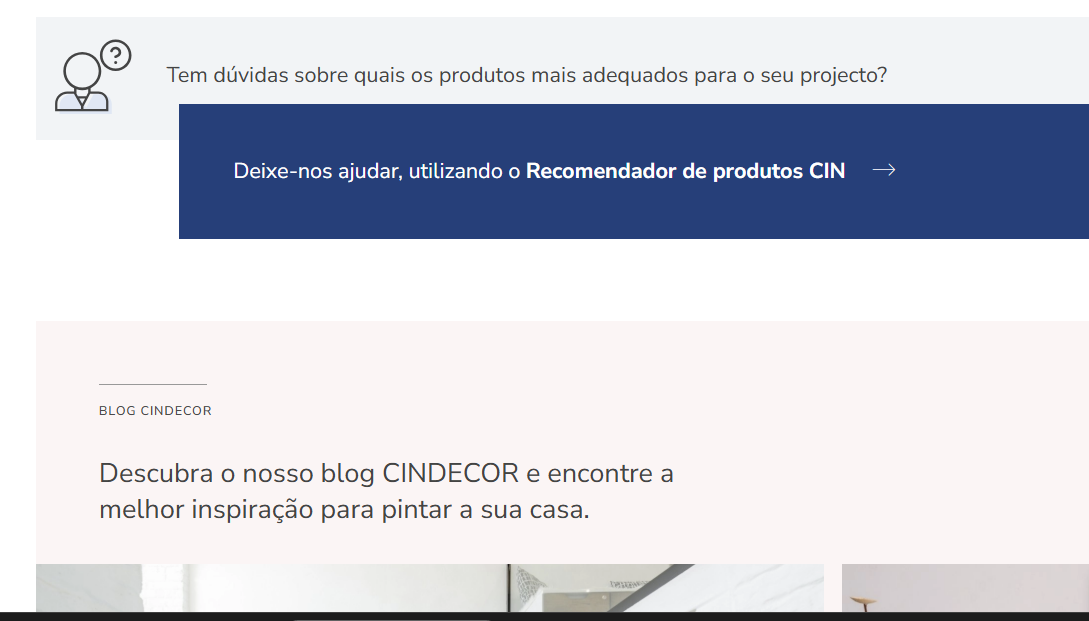 ?
Tem dúvidas sobre quais os produtos mais adequados para o seu projecto?
Deixe-nos ajudar, utilizando o Recomendador de produtos CIN →
BLOG CINDECOR
Descubra o nosso blog CINDECOR e encontre a
melhor inspiração para pintar a sua casa.